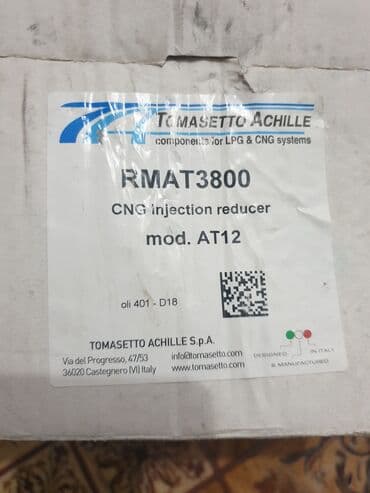 TOMASETTO ACHILLE
components for LPG & CNG systems
RMAT3800
CNG injection reducer
mod. AT12
oli 401 - D18
TOMASETTO ACHILLE S.p.A.
Via del Progresso, 47/53 info@tomasetto.com
36020 Castegnero (VI) Italy www.tomasetto.com
DESIGNED IN ITALY
& MANUFACTURED